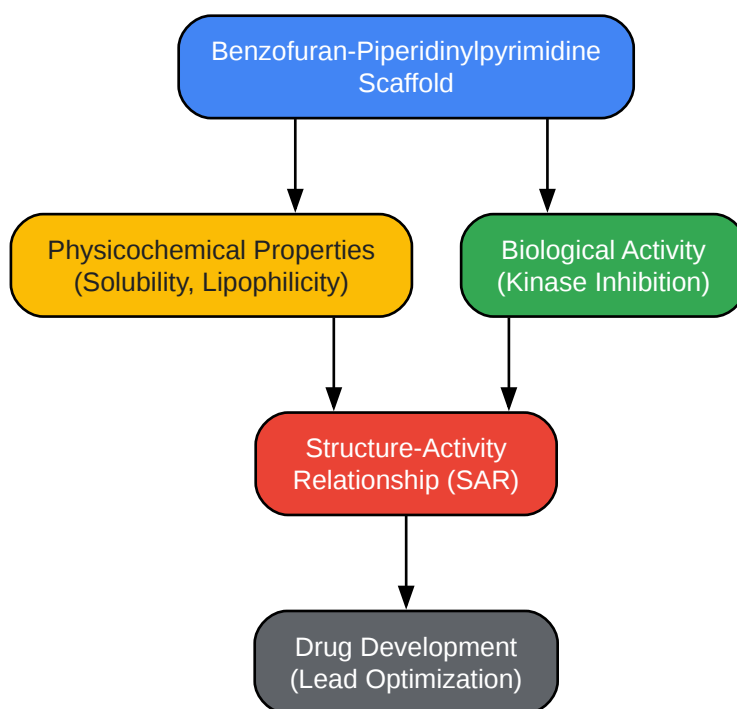 Benzofuran-Piperidinylpyrimidine
Scaffold
Physicochemical Properties
(Solubility, Lipophilicity)
Biological Activity
(Kinase Inhibition)
Structure-Activity
Relationship (SAR)
Drug Development
(Lead Optimization)